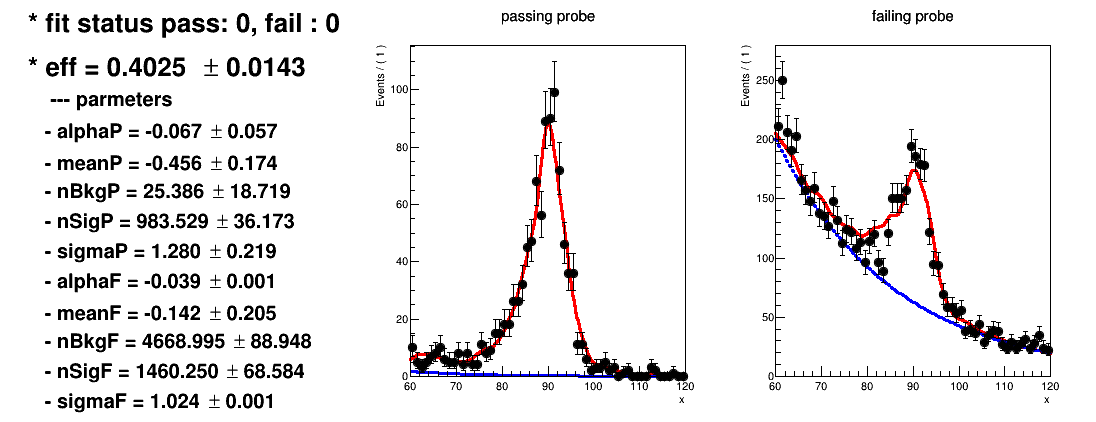 * fit status pass: 0, fail : 0
* eff = 0.4025 ± 0.0143
--- parmeters
- alphaP = -0.067 ± 0.057
- meanP = -0.456 ± 0.174
- nBkgP = 25.386 ± 18.719
- nSigP = 983.529 ± 36.173
- sigmaP = 1.280 ± 0.219
- alphaF = -0.039 ± 0.001
- meanF = -0.142 ± 0.205
- nBkgF = 4668.995 ± 88.948
- nSigF = 1460.250 ± 68.584
- sigmaF = 1.024 ± 0.001
passing probe
Events / ( 1 )
100
80
60
40
20
0
60 70 80 90 100 110 120
x
failing probe
Events / ( 1 )
250
200
150
100
50
0
60 70 80 90 100 110 120
x